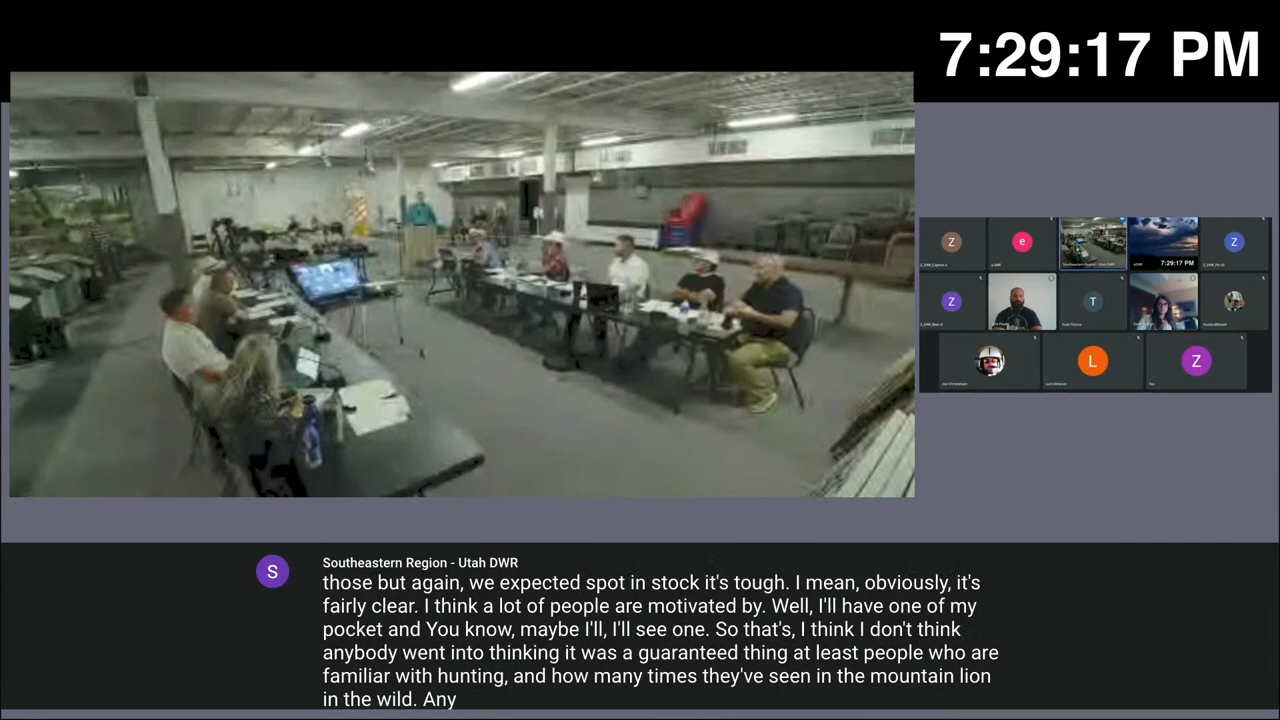 7:29:17 PM
Z
e
Z
7:29:17 PM
Z
T
L
Z
S
Southeastern Region - Utah DWR
those but again, we expected spot in stock it's tough. I mean, obviously, it's
fairly clear. I think a lot of people are motivated by. Well, I'll have one of my
pocket and You know, maybe I'll, I'll see one. So that's, I think I don't think
anybody went into thinking it was a guaranteed thing at least people who are
familiar with hunting, and how many times they've seen in the mountain lion
in the wild. Any